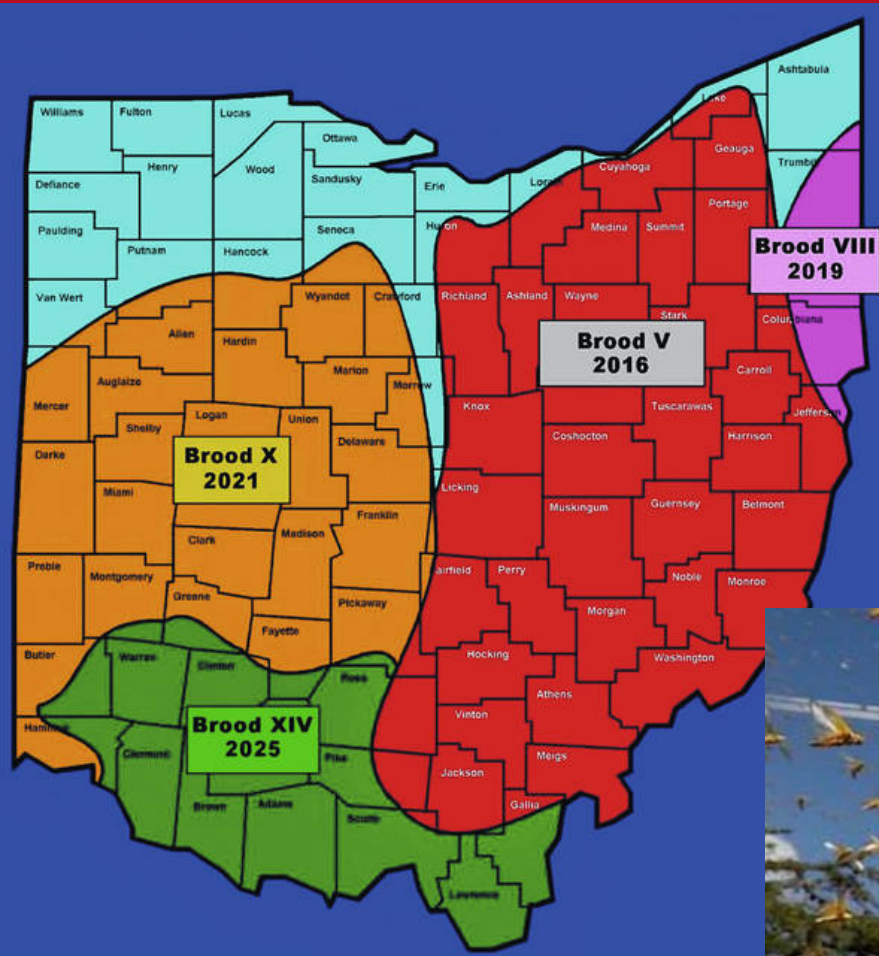 Ashtabula
Williams
Fulton
Lucas
Ottawa
Lake
Geauga
Henry
Wood
Sandusky
Erie
Lorain
Cuyahoga
Trumbu
Defiance
Portage
Paulding
Seneca
Huron
Medina
Summit
Putnam
Hancock
Brood VIII
2019
Van Wert
Wyandot
Crawford
Richland
Ashland
Wayne
Stark
Columbiana
Allen
Hardin
Brood V
2016
Marion
Carroll
Auglaize
Morrow
Mercer
Logan
Union
Knox
Tuscarawas
Jefferson
Shelby
Delaware
Coshocton
Harrison
Darke
Brood X
2021
Miami
Licking
Muskingum
Guernsey
Belmont
Franklin
Clark
Madison
Preble
Montgomery
airfield
Perry
Noble
Monroe
Greene
Pickaway
Morgan
Fayette
Butler
Warren
Clinton
Hocking
Washington
Ross
Athens
Vinton
Brood XIV
2025
Clermont
Pike
Meigs
Jackson
Brown
Adams
Gallia
Scioto
Lawrence